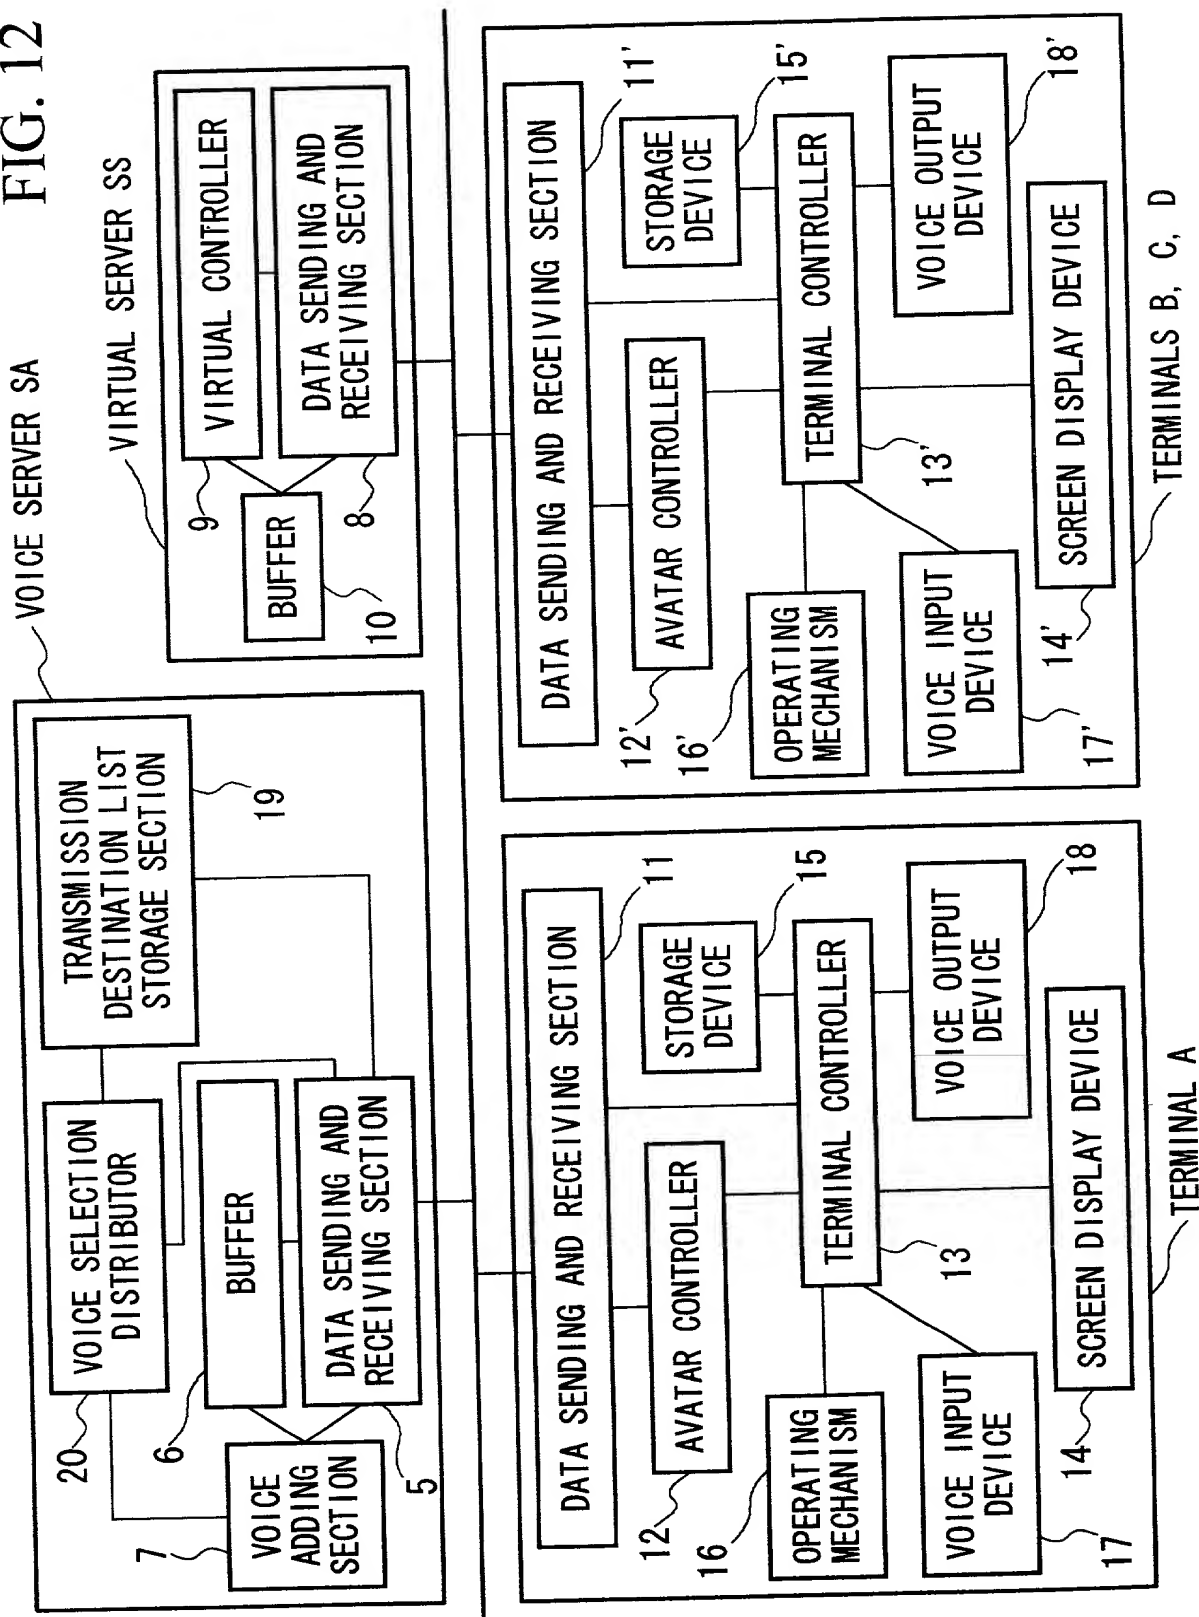 FIG. 12
VOICE SERVER SA
20
VOICE SELECTION
DISTRIBUTOR
TRANSMISSION
DESTINATION LIST
STORAGE SECTION
19
6
BUFFER
7
VOICE
ADDING
SECTION
DATA SENDING AND
RECEIVING SECTION
5
VIRTUAL SERVER SS
9
VIRTUAL CONTROLLER
BUFFER
10
DATA SENDING AND
RECEIVING SECTION
8
DATA SENDING AND RECEIVING SECTION
11
12
AVATAR CONTROLLER
STORAGE
DEVICE
15
16
OPERATING
MECHANISM
TERMINAL CONTROLLER
13
VOICE INPUT
DEVICE
17
VOICE OUTPUT
DEVICE
18
14
SCREEN DISPLAY DEVICE
TERMINAL A
DATA SENDING AND RECEIVING SECTION
11'
12'
AVATAR CONTROLLER
STORAGE
DEVICE
15'
16'
OPERATING
MECHANISM
TERMINAL CONTROLLER
13'
VOICE INPUT
DEVICE
17'
VOICE OUTPUT
DEVICE
18'
14'
SCREEN DISPLAY DEVICE
TERMINALS B, C, D